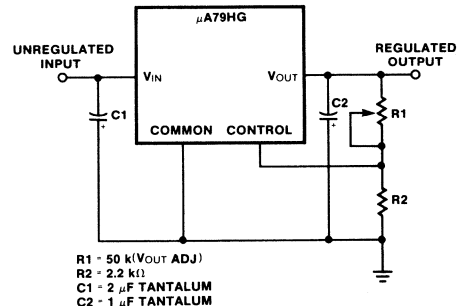 μA79HG
UNREGULATED
INPUT
REGULATED
OUTPUT
VIN
VOUT
C1
+
C2
+
R1
COMMON CONTROL
R2
R1 = 50 k(VOUT ADJ)
R2 = 2.2 kΩ
C1 = 2 μF TANTALUM
C2 = 1 μF TANTALUM